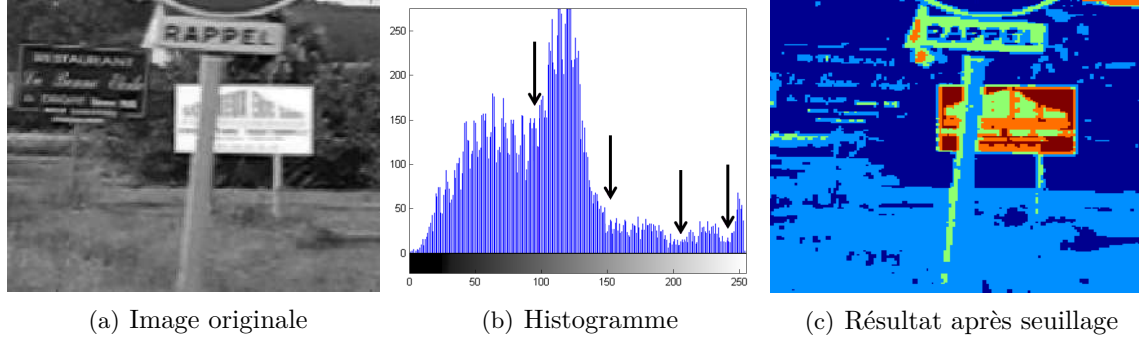 RAPPEL
RESTAURANT
250
200
150
100
50
0
0
50
100
150
200
250
RAPPEL
(a) Image originale
(b) Histogramme
(c) Résultat après seuillage